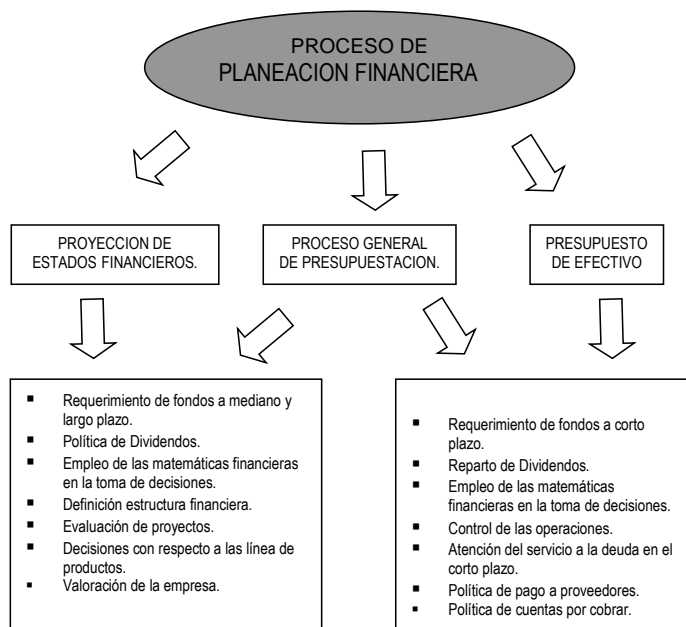 PROCESO DE
PLANEACION FINANCIERA
PROYECCION DE
ESTADOS FINANCIEROS.
PROCESO GENERAL
DE PRESUPUESTACION.
PRESUPUESTO
DE EFECTIVO
▪ Requerimiento de fondos a mediano y
largo plazo.
▪ Política de Dividendos.
▪ Empleo de las matemáticas financieras
en la toma de decisiones.
▪ Definición estructura financiera.
▪ Evaluación de proyectos.
▪ Decisiones con respecto a las línea de
productos.
▪ Valoración de la empresa.
▪ Requerimiento de fondos a corto
plazo.
▪ Reparto de Dividendos.
▪ Empleo de las matemáticas
financieras en la toma de decisiones.
▪ Control de las operaciones.
▪ Atención del servicio a la deuda en el
corto plazo.
▪ Política de pago a proveedores.
▪ Política de cuentas por cobrar.